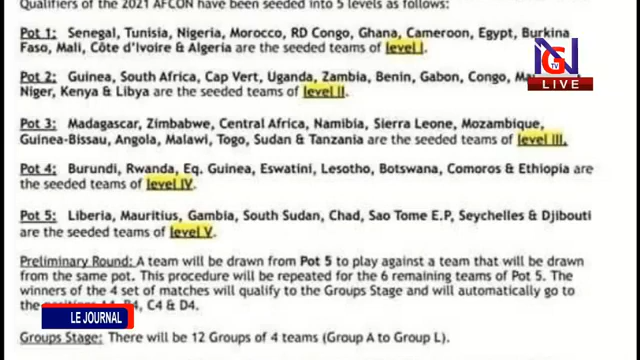 Qualifiers of the 2021 AFCON have been seeded into 5 levels as follows:
Pot 1: Senegal, Tunisia, Nigeria, Morocco, RD Congo, Ghana, Cameroon, Egypt, Burkina
Faso, Mali, Côte d'Ivoire & Algeria are the seeded teams of level I.
Pot 2: Guinea, South Africa, Cap Vert, Uganda, Zambia, Benin, Gabon, Congo,
Niger, Kenya & Libya are the seeded teams of level II.
Pot 3: Madagascar, Zimbabwe, Central Africa, Namibia, Sierra Leone, Mozambique,
Guinea-Bissau, Angola, Malawi, Togo, Sudan & Tanzania are the seeded teams of level III.
Pot 4: Burundi, Rwanda, Eq. Guinea, Eswatini, Lesotho, Botswana, Comoros & Ethiopia are
the seeded teams of level IV.
Pot 5: Liberia, Mauritius, Gambia, South Sudan, Chad, Sao Tome E.P, Seychelles & Djibouti
are the seeded teams of level V.
Preliminary Round: A team will be drawn from Pot 5 to play against a team that will be drawn
from the same pot. This procedure will be repeated for the 6 remaining teams of Pot 5. The
winners of the 4 set of matches will qualify to the Groups Stage and will automatically go to
the C4 & D4.
Groups Stage: There will be 12 Groups of 4 teams (Group A to Group L).
NGTV
LIVE
LE JOURNAL